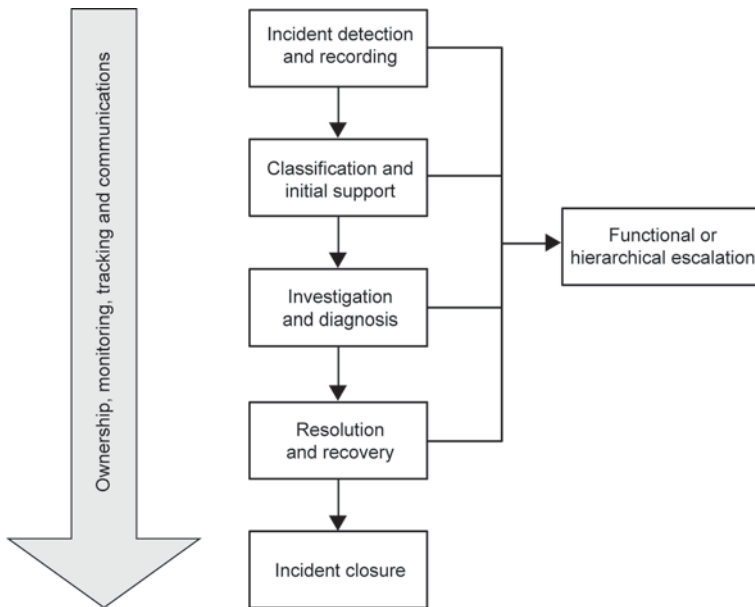 Ownership, monitoring, tracking and communications
Incident detection
and recording
Classification and
initial support
Functional or
hierarchical escalation
Investigation
and diagnosis
Resolution
and recovery
Incident closure